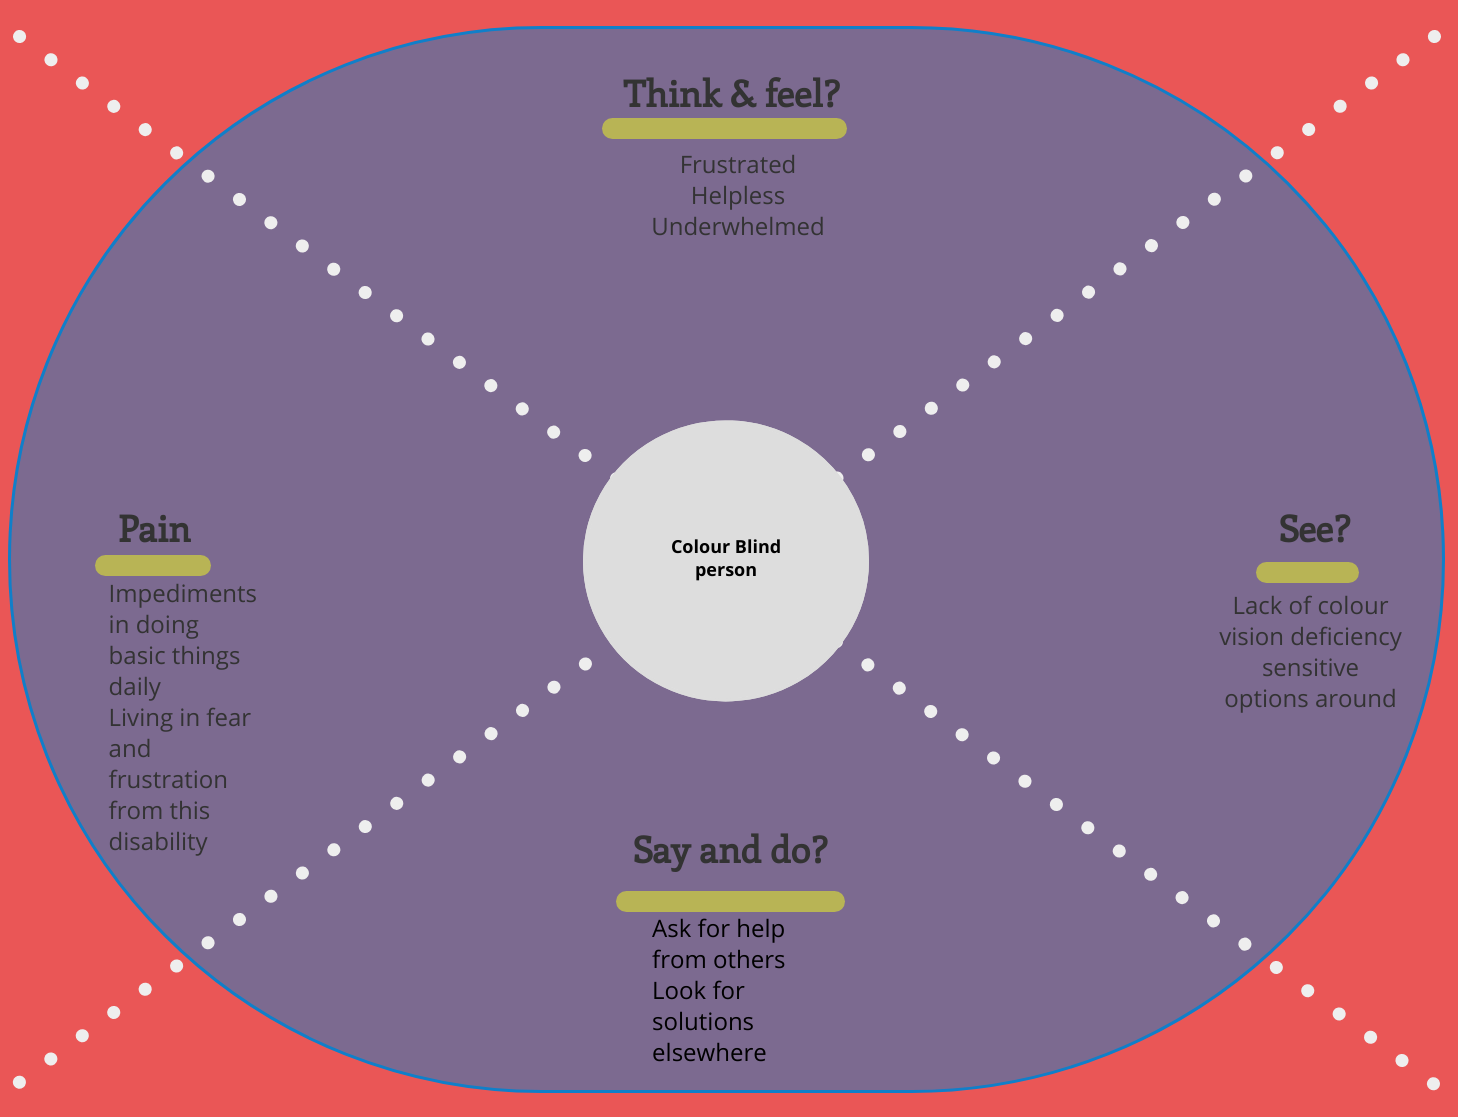 Think & feel?
Frustrated
Helpless
Underwhelmed
Pain
Impediments
in doing
basic things
daily
Living in fear
and
frustration
from this
disability
Colour Blind
person
See?
Lack of colour
vision deficiency
sensitive
options around
Say and do?
Ask for help
from others
Look for
solutions
elsewhere